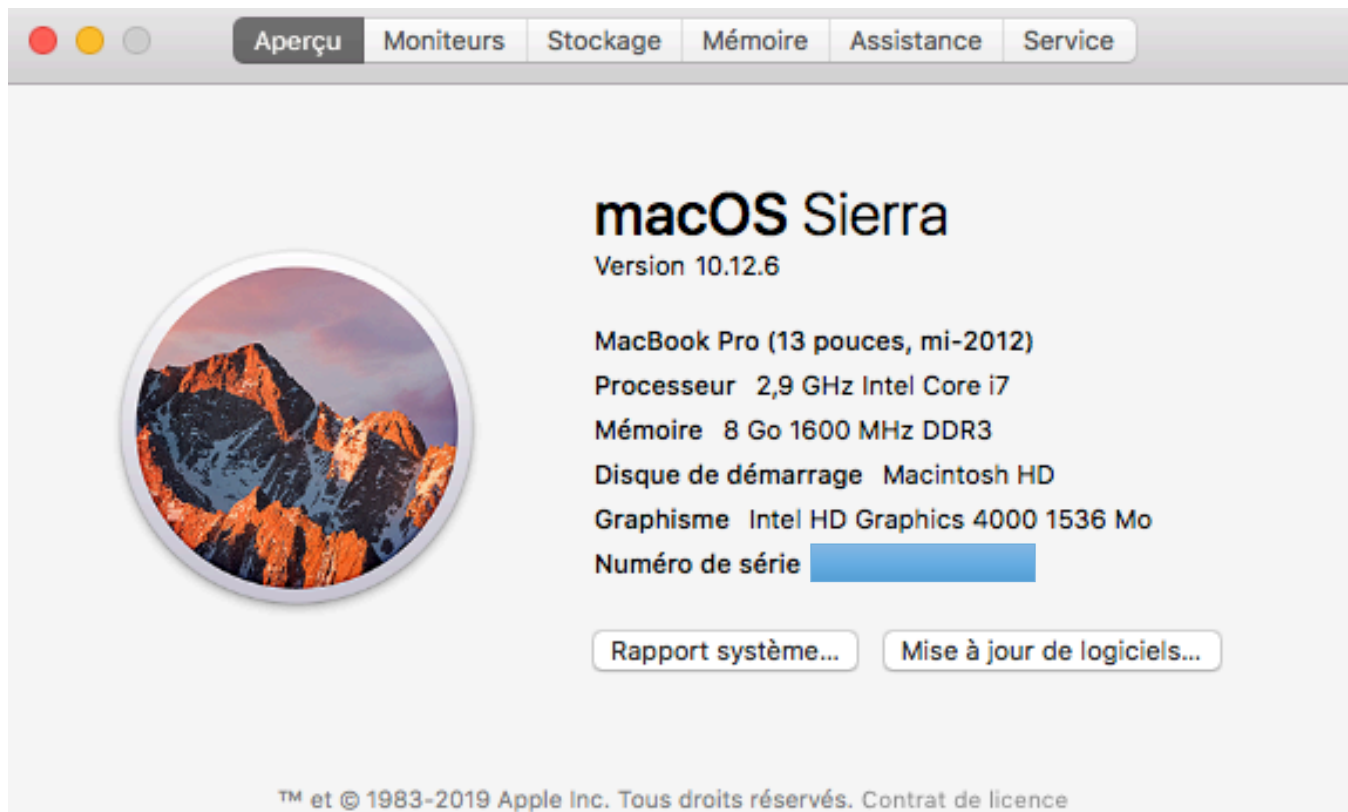 Aperçu Moniteurs Stockage Mémoire Assistance Service
macOS Sierra
Version 10.12.6
MacBook Pro (13 pouces, mi-2012)
Processeur 2,9 GHz Intel Core i7
Mémoire 8 Go 1600 MHz DDR3
Disque de démarrage Macintosh HD
Graphisme Intel HD Graphics 4000 1536 Mo
Numéro de série
Rapport système... Mise à jour de logiciels...
™ et © 1983-2019 Apple Inc. Tous droits réservés. Contrat de licence